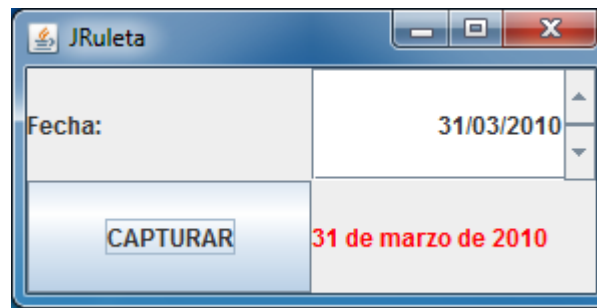 JRuleta
Fecha:
31/03/2010
CAPTURAR
31 de marzo de 2010